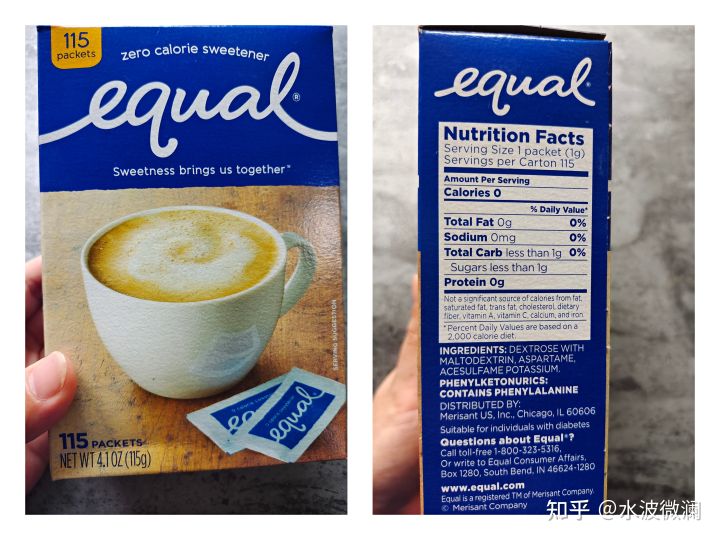 115
packets
zero calorie sweetener
equal®
Sweetness brings us together™
SERVING SUGGESTION
equal
115 PACKETS
NET WT 4.1 OZ (115g)
equal®
Nutrition Facts
Serving Size 1 packet (1g)
Servings per Carton 115
Amount Per Serving
Calories 0
% Daily Value*
Total Fat 0g 0%
Sodium 0mg 0%
Total Carb less than 1g 0%
Sugars less than 1g
Protein 0g
Not a significant source of calories from fat,
saturated fat, trans fat, cholesterol, dietary
fiber, vitamin A, vitamin C, calcium, and iron.
*Percent Daily Values are based on a
2,000 calorie diet.
INGREDIENTS: DEXTROSE WITH
MALTODEXTRIN, ASPARTAME,
ACESULFAME POTASSIUM.
PHENYLKETONURICS:
CONTAINS PHENYLALANINE
DISTRIBUTED BY:
Merisant US, Inc., Chicago, IL 60606
Suitable for individuals with diabetes
Questions about Equal®?
Call toll-free 1-800-323-5316,
Or write to Equal Consumer Affairs,
Box 1280, South Bend, IN 46624-1280
www.equal.com
Equal is a registered TM of Merisant Company.
© Merisant Company
知乎 @水波微澜